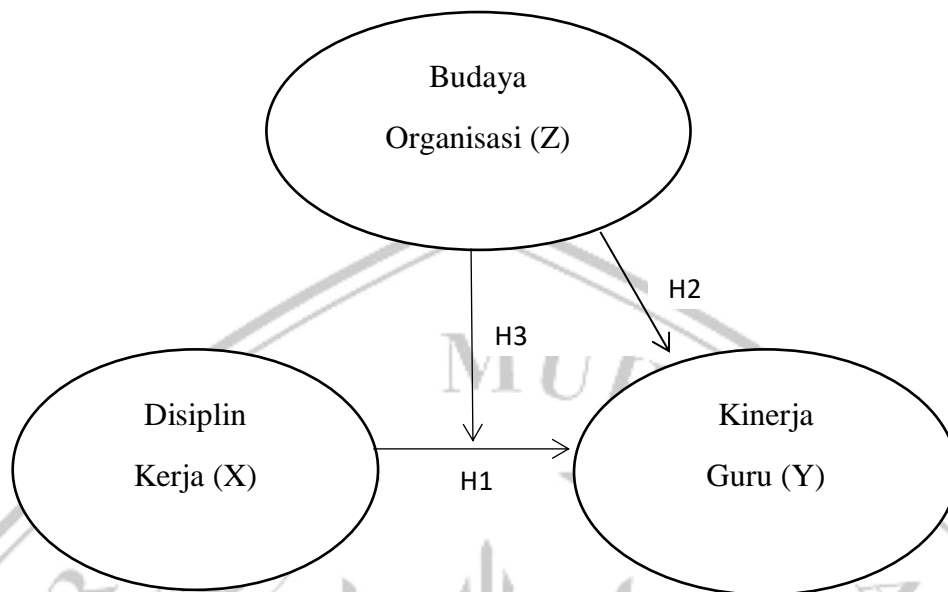 Budaya
Organisasi (Z)
H2
H3
Disiplin
Kerja (X)
H1
Kinerja
Guru (Y)